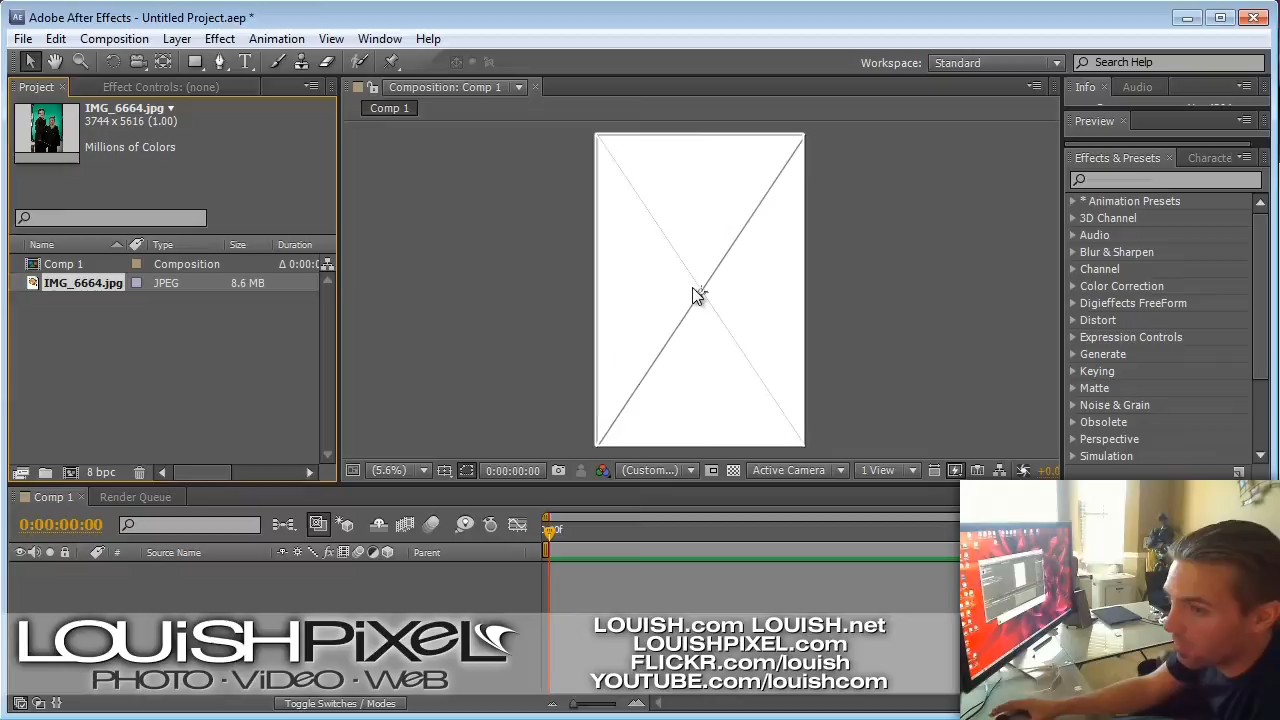 Adobe After Effects - Untitled Project.aep *
File Edit Composition Layer Effect Animation View Window Help
Workspace: Standard Search Help
Project Effect Controls: (none) Composition: Comp 1 Info Audio
IMG_6664.jpg
3744 x 5616 (1.00)
Millions of Colors
Comp 1
Preview
Effects & Presets Characte
* Animation Presets
3D Channel
Audio
Blur & Sharpen
Channel
Color Correction
Digieffects FreeForm
Distort
Expression Controls
Generate
Keying
Matte
Noise & Grain
Obsolete
Perspective
Simulation
Name Type Size Duration
Comp 1 Composition Δ 0:00:0
IMG_6664.jpg JPEG 8.6 MB
8 bpc
(5.6%) 0:00:00:00 (Custom...) Active Camera 1 View +0.0
Comp 1 Render Queue
0:00:00:00
# Source Name Parent
LOUiSHPiXEL
PHOTO · ViDEO · WEB
LOUISH.com LOUISH.net
LOUISHPIXEL.com
FLICKR.com/louish
YOUTUBE.com/louishcom
Toggle Switches / Modes